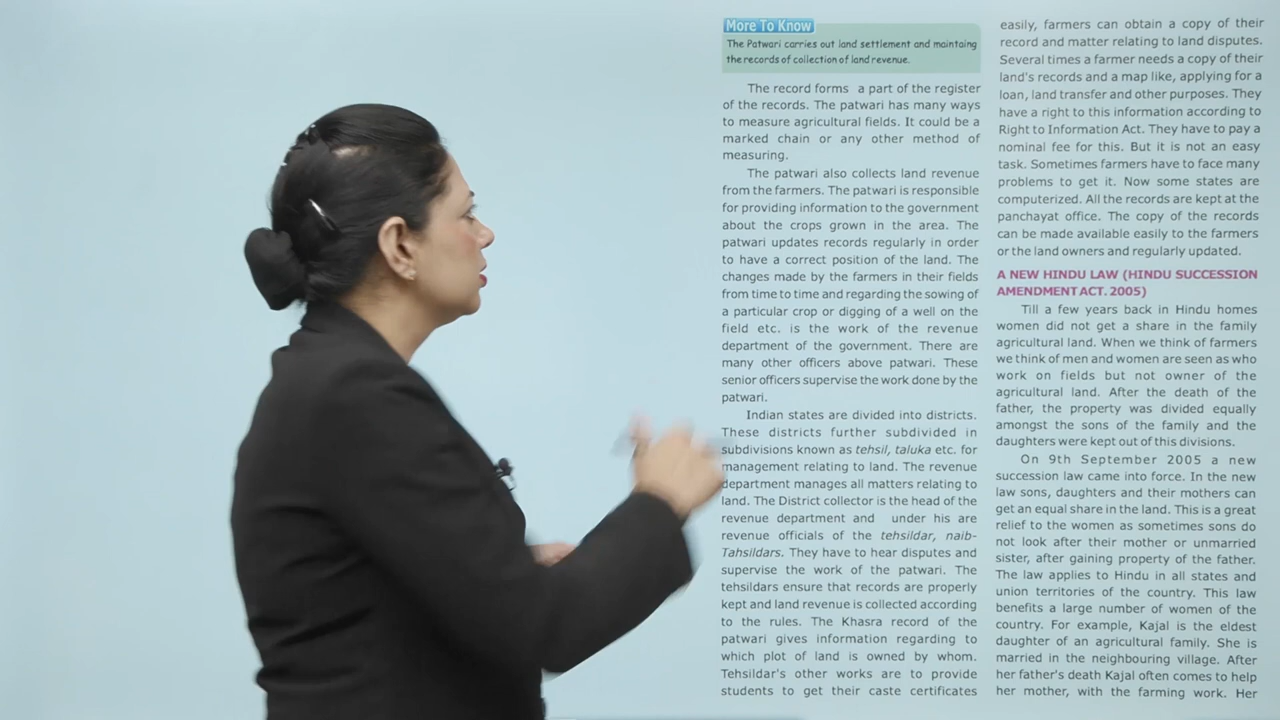 More To Know
The Patwari carries out land settlement and maintaing
the records of collection of land revenue.
The record forms a part of the register
of the records. The patwari has many ways
to measure agricultural fields. It could be a
marked chain or any other method of
measuring.
The patwari also collects land revenue
from the farmers. The patwari is responsible
for providing information to the government
about the crops grown in the area. The
patwari updates records regularly in order
to have a correct position of the land. The
changes made by the farmers in their fields
from time to time and regarding the sowing of
a particular crop or digging of a well on the
field etc. is the work of the revenue
department of the government. There are
many other officers above patwari. These
senior officers supervise the work done by the
patwari.
Indian states are divided into districts.
These districts further subdivided in
subdivisions known as tehsil, taluka etc. for
management relating to land. The revenue
department manages all matters relating to
land. The District collector is the head of the
revenue department and under his are
revenue officials of the tehsildar, naib-
Tahsildars. They have to hear disputes and
supervise the work of the patwari. The
tehsildars ensure that records are properly
kept and land revenue is collected according
to the rules. The Khasra record of the
patwari gives information regarding to
which plot of land is owned by whom.
Tehsildar's other works are to provide
students to get their caste certificates
easily, farmers can obtain a copy of their
record and matter relating to land disputes.
Several times a farmer needs a copy of their
land's records and a map like, applying for a
loan, land transfer and other purposes. They
have a right to this information according to
Right to Information Act. They have to pay a
nominal fee for this. But it is not an easy
task. Sometimes farmers have to face many
problems to get it. Now some states are
computerized. All the records are kept at the
panchayat office. The copy of the records
can be made available easily to the farmers
or the land owners and regularly updated.
A NEW HINDU LAW (HINDU SUCCESSION
AMENDMENT ACT. 2005)
Till a few years back in Hindu homes
women did not get a share in the family
agricultural land. When we think of farmers
we think of men and women are seen as who
work on fields but not owner of the
agricultural land. After the death of the
father, the property was divided equally
amongst the sons of the family and the
daughters were kept out of this divisions.
On 9th September 2005 a new
succession law came into force. In the new
law sons, daughters and their mothers can
get an equal share in the land. This is a great
relief to the women as sometimes sons do
not look after their mother or unmarried
sister, after gaining property of the father.
The law applies to Hindu in all states and
union territories of the country. This law
benefits a large number of women of the
country. For example, Kajal is the eldest
daughter of an agricultural family. She is
married in the neighbouring village. After
her father's death Kajal often comes to help
her mother, with the farming work. Her